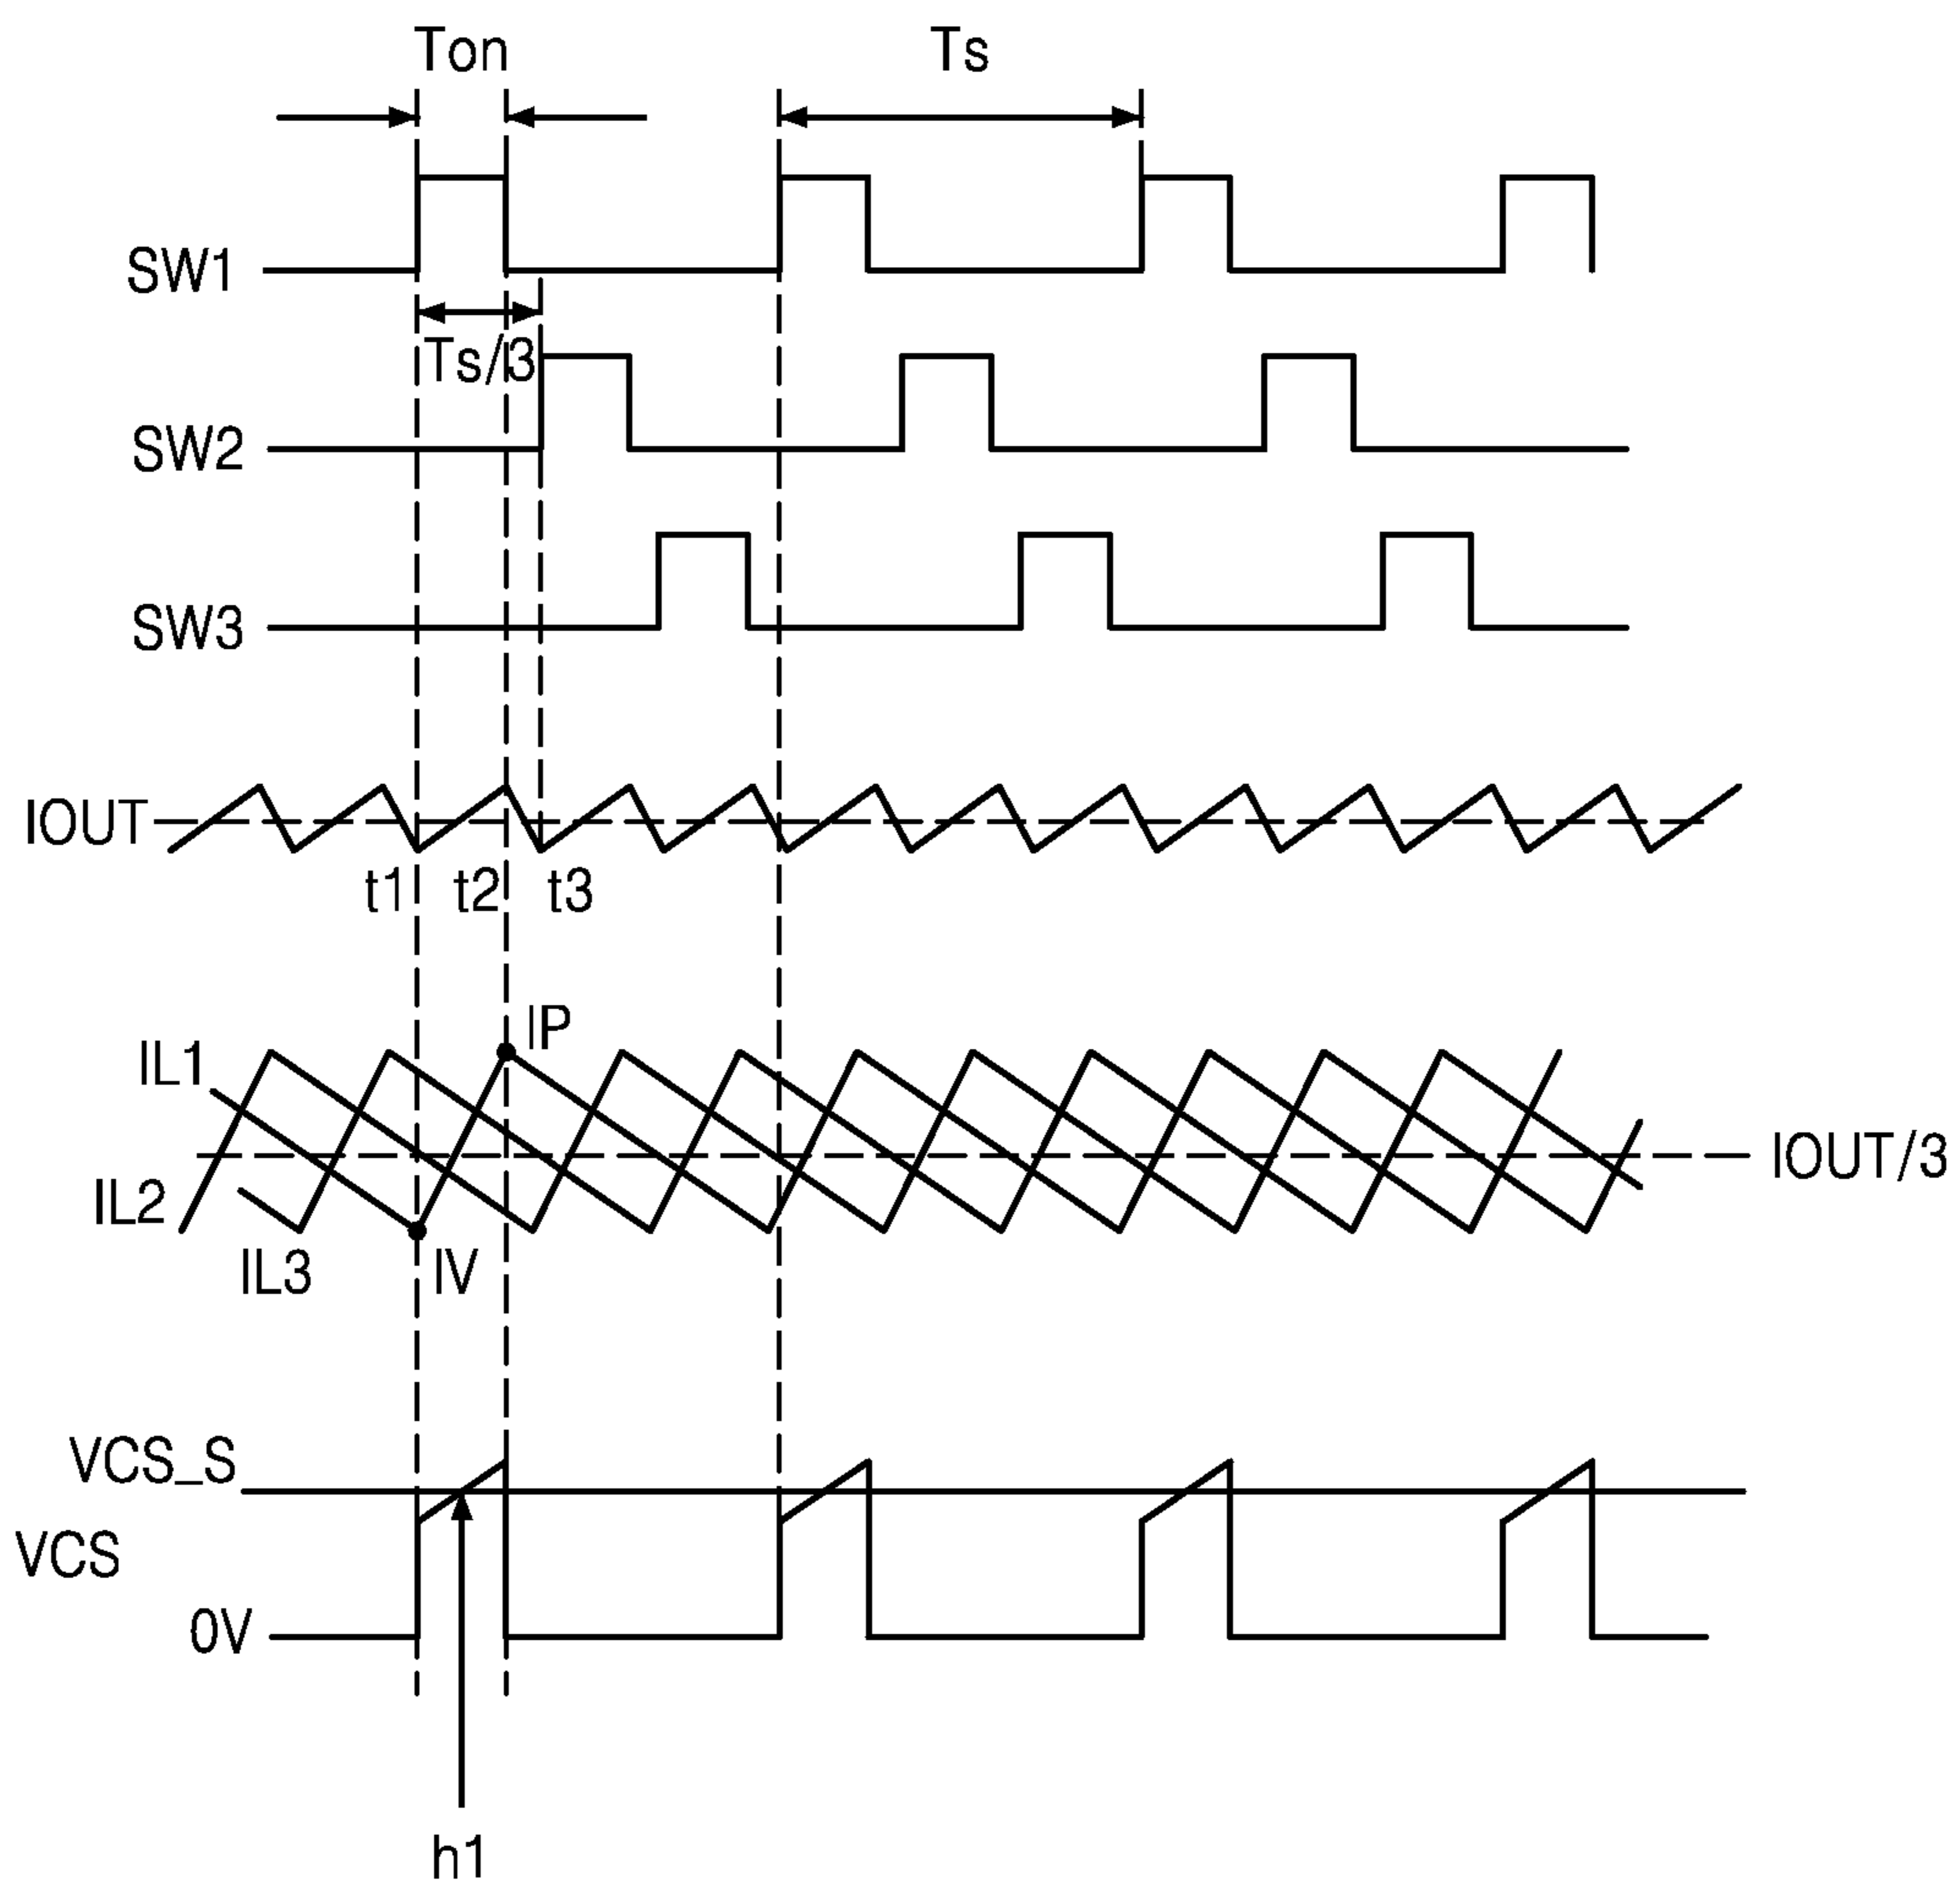 Ton
Ts
SW1
Ts/3
SW2
SW3
IOUT
t1
t2
t3
IP
IL1
IOUT/3
IL2
IL3
IV
VCS_S
VCS
0V
h1